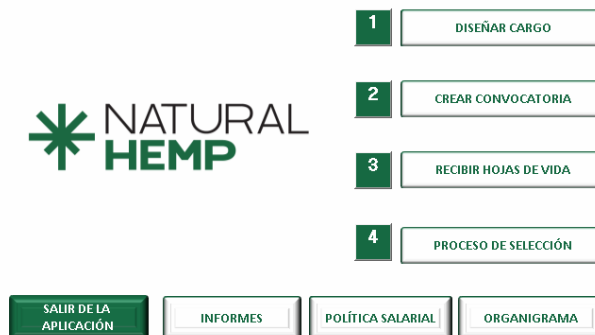 1
DISEÑAR CARGO
2
CREAR CONVOCATORIA
NATURAL
HEMP
3
RECIBIR HOJAS DE VIDA
4
PROCESO DE SELECCIÓN
SALIR DE LA
APLICACIÓN
INFORMES
POLÍTICA SALARIAL
ORGANIGRAMA